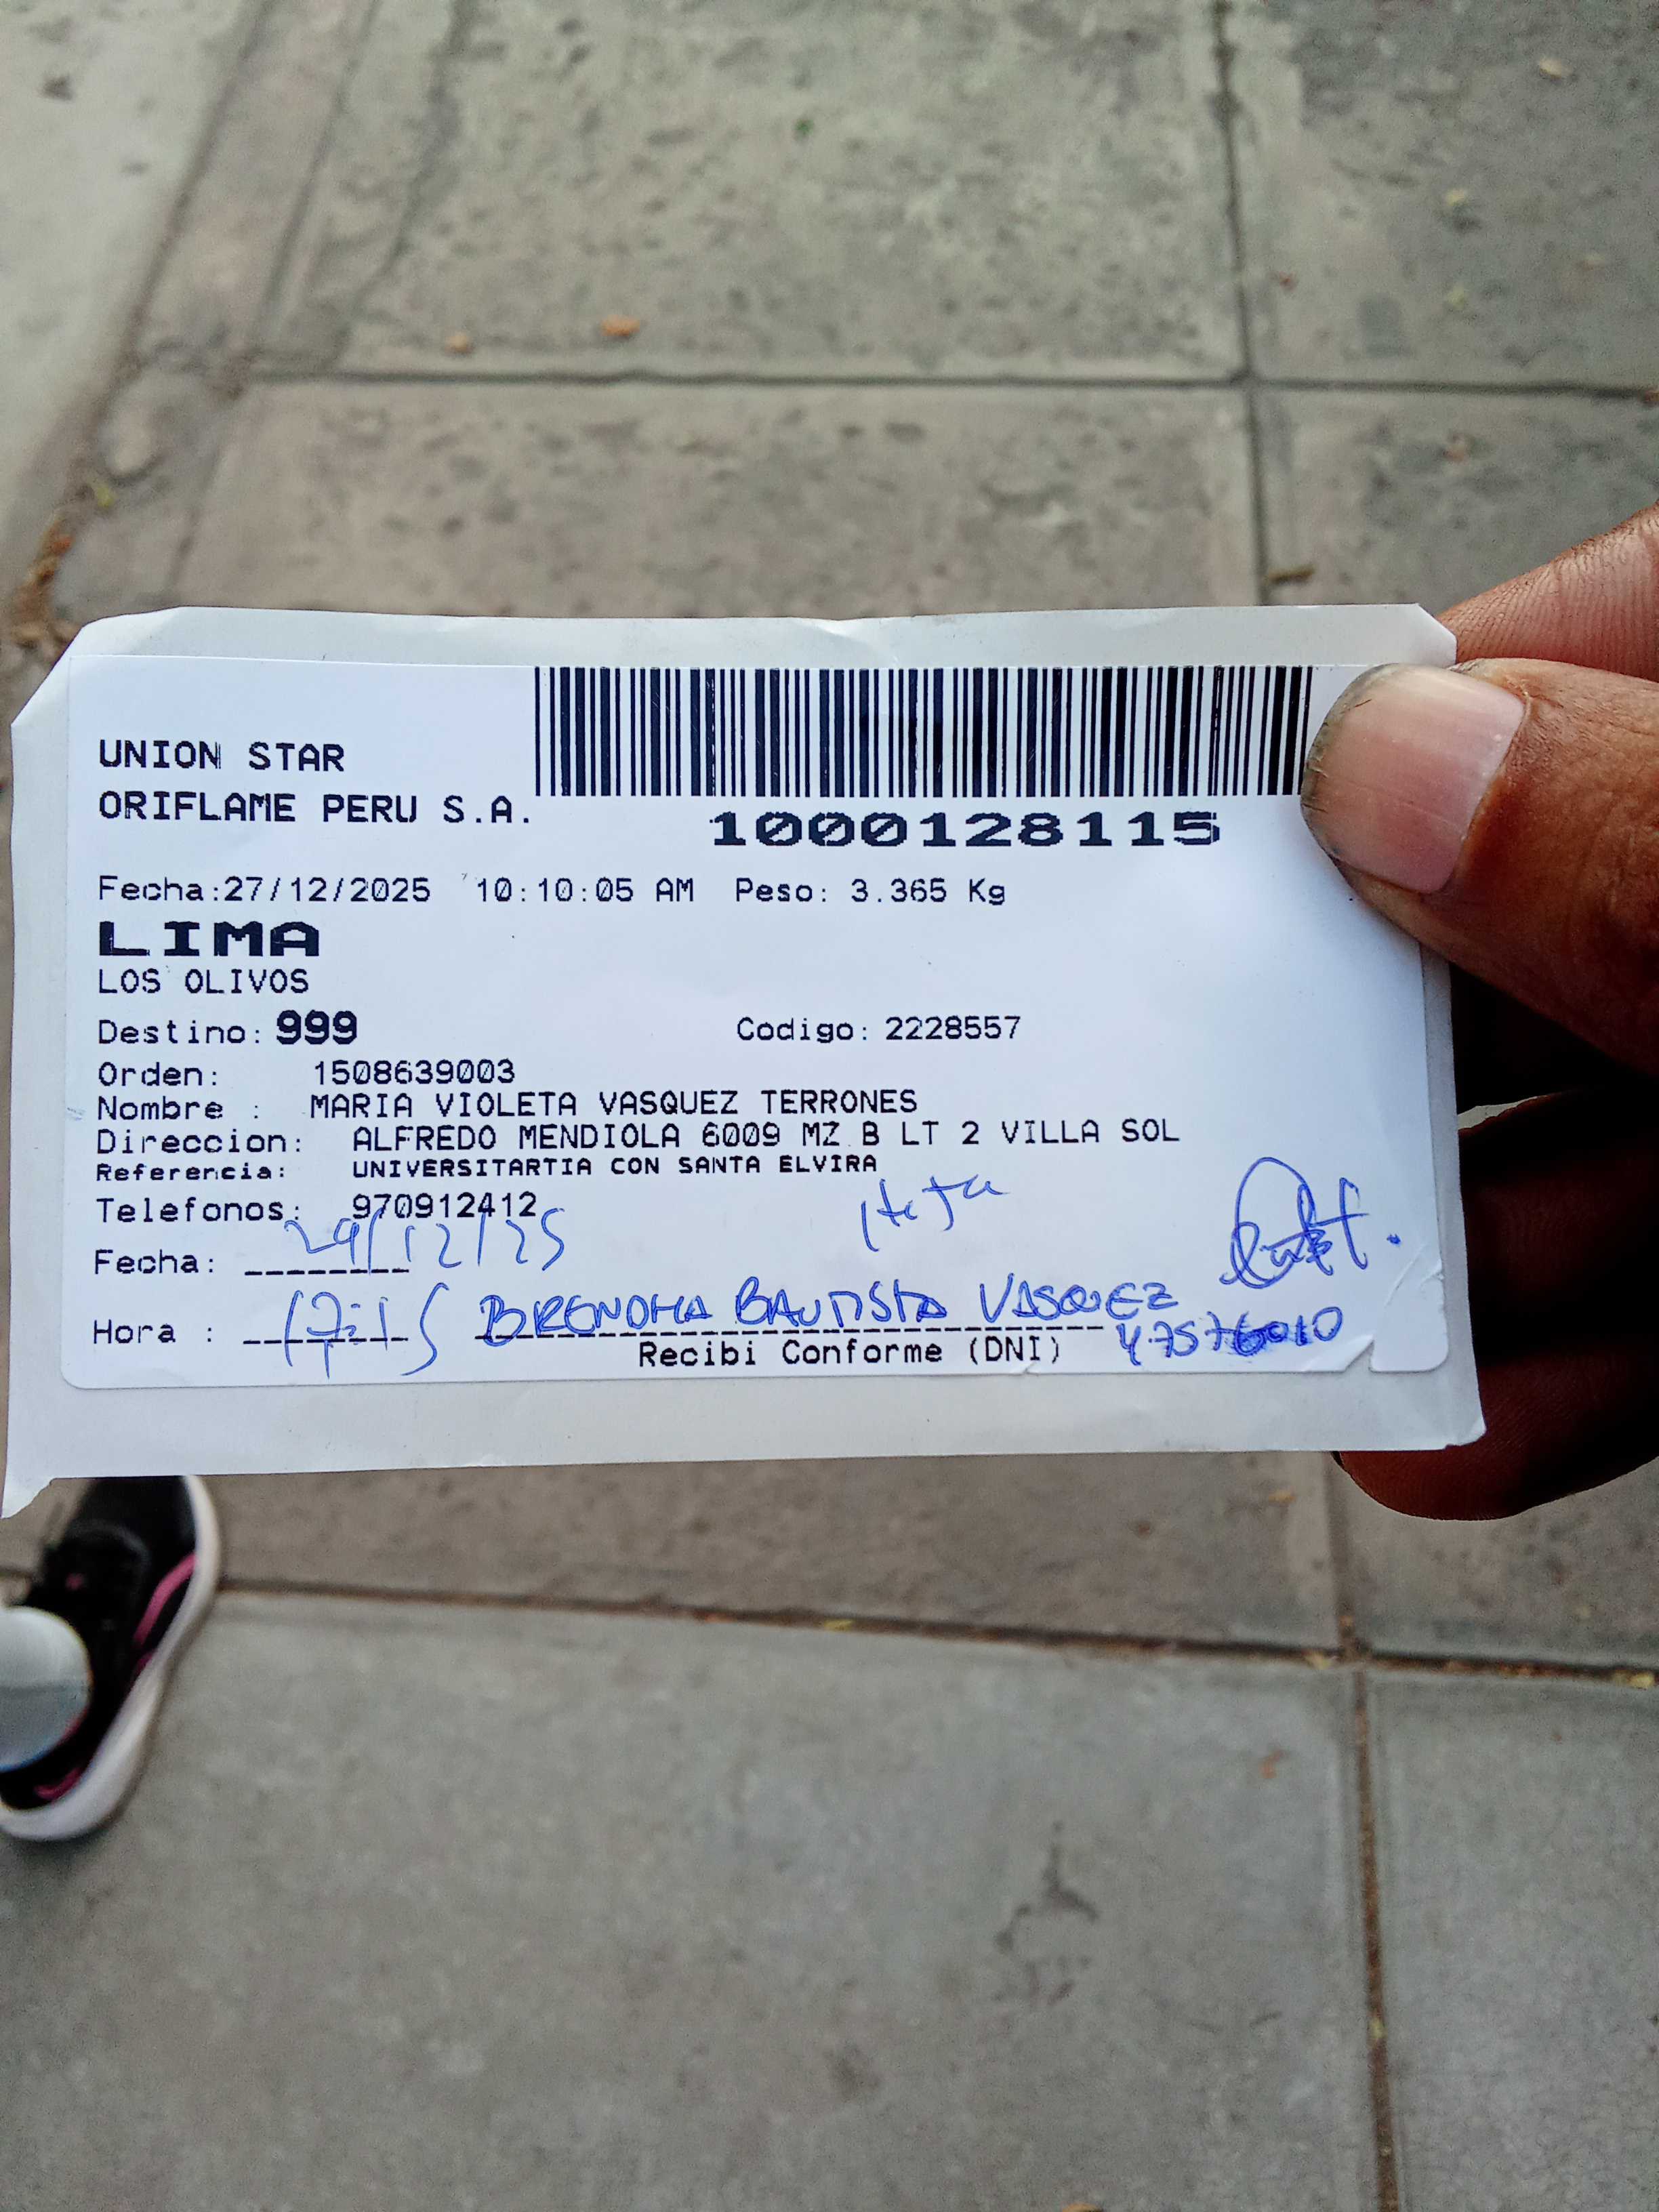 UNION STAR
ORIFLAME PERU S.A.
1000128115
Fecha:27/12/2025 10:10:05 AM Peso: 3.365 Kg
LIMA
LOS OLIVOS
Destino: 999 Codigo: 2228557
Orden: 1508639003
Nombre : MARIA VIOLETA VASQUEZ TERRONES
Direccion: ALFREDO MENDIOLA 6009 MZ B LT 2 VILLA SOL
Referencia: UNIVERSITARTIA CON SANTA ELVIRA
Telefonos: 970912412
Hija
Fecha: 29/12/25
Hora : 17:15 BRENDHA BAUTISTA VASQUEZ
Recibi Conforme (DNI)